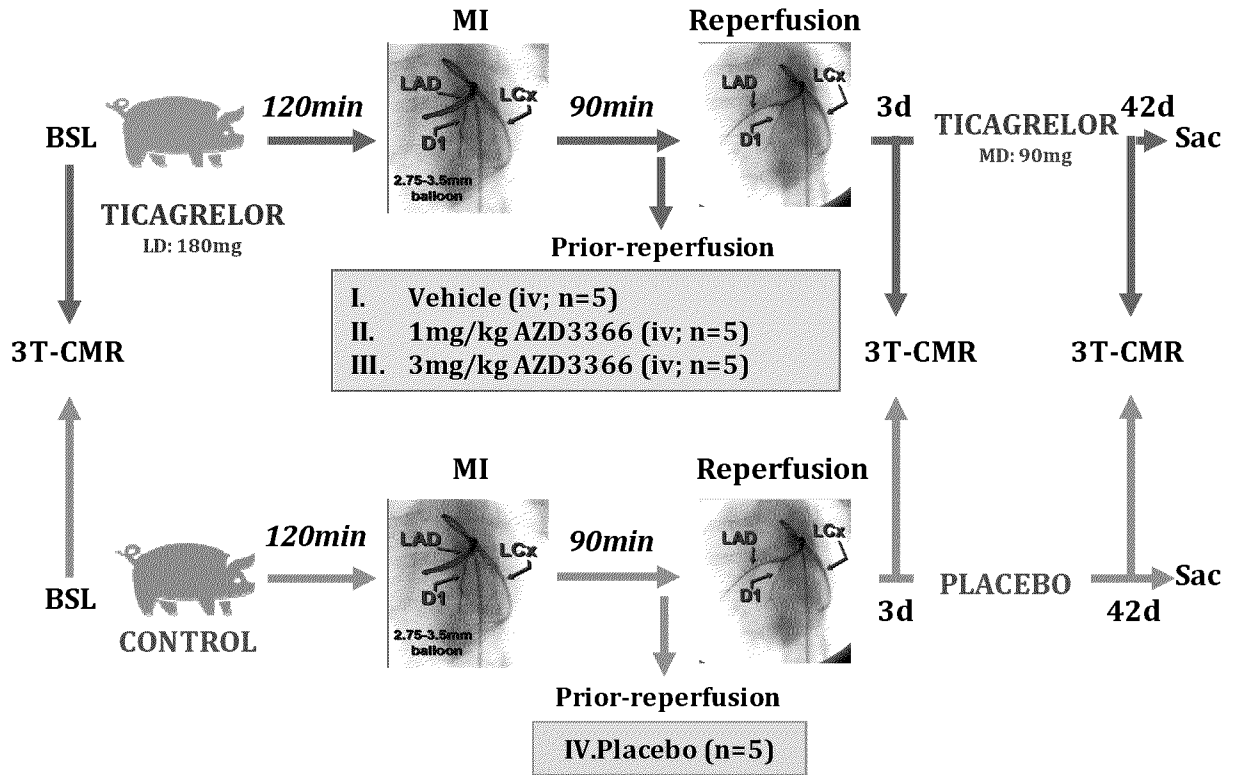 MI
Reperfusion
LAD
LCx
D1
2.75-3.5mm
balloon
LAD
LCx
D1
120min
90min
3d
42d
BSL
TICAGRELOR
LD: 180mg
TICAGRELOR
MD: 90mg
Sac
Prior-reperfusion
I. Vehicle (iv; n=5)
II. 1mg/kg AZD3366 (iv; n=5)
III. 3mg/kg AZD3366 (iv; n=5)
3T-CMR
3T-CMR
3T-CMR
MI
Reperfusion
120min
90min
LAD
LCx
D1
2.75-3.5mm
balloon
LAD
LCx
D1
BSL
CONTROL
3d
PLACEBO
42d
Sac
Prior-reperfusion
IV.Placebo (n=5)